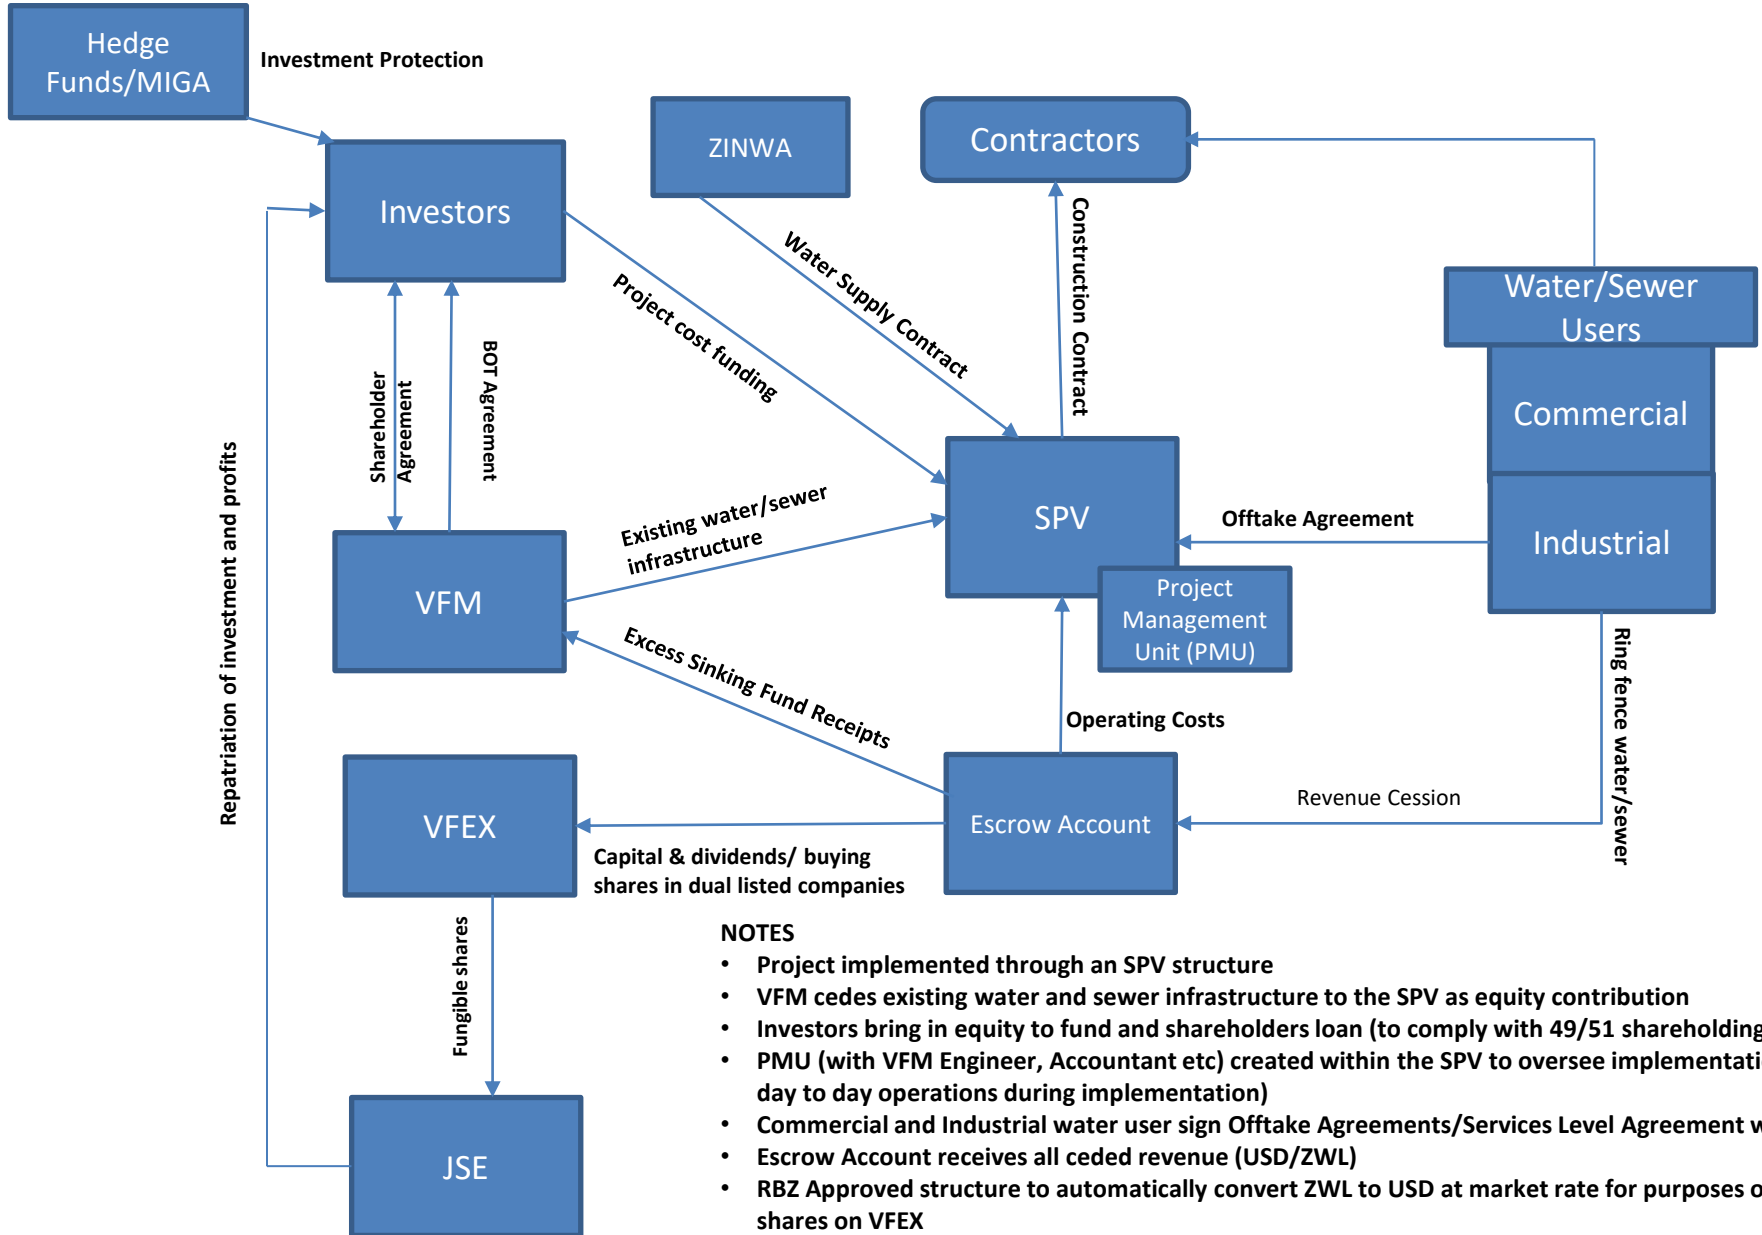 Hedge
Funds/MIGA
Investment Protection
ZINWA
Contractors
Investors
Water/Sewer
Users
Commercial
Industrial
Project cost funding
Water Supply Contract
Construction Contract
Shareholder
Agreement
BOT Agreement
Repatriation of investment and profits
SPV
Offtake Agreement
Existing water/sewer
infrastructure
VFM
Project
Management
Unit (PMU)
Ring fence water/sewer
Excess Sinking Fund Receipts
Operating Costs
VFEX
Escrow Account
Revenue Cession
Capital & dividends/ buying
shares in dual listed companies
Fungible shares
JSE
NOTES
• Project implemented through an SPV structure
• VFM cedes existing water and sewer infrastructure to the SPV as equity contribution
• Investors bring in equity to fund and shareholders loan (to comply with 49/51 shareholding
• PMU (with VFM Engineer, Accountant etc) created within the SPV to oversee
day to day operations during implementation)
• Commercial and Industrial water user sign Offtake Agreements/Services Level Agreement
• Escrow Account receives all ceded revenue (USD/ZWL)
• RBZ Approved structure to automatically convert ZWL to USD at market rate for purposes
shares on VFEX